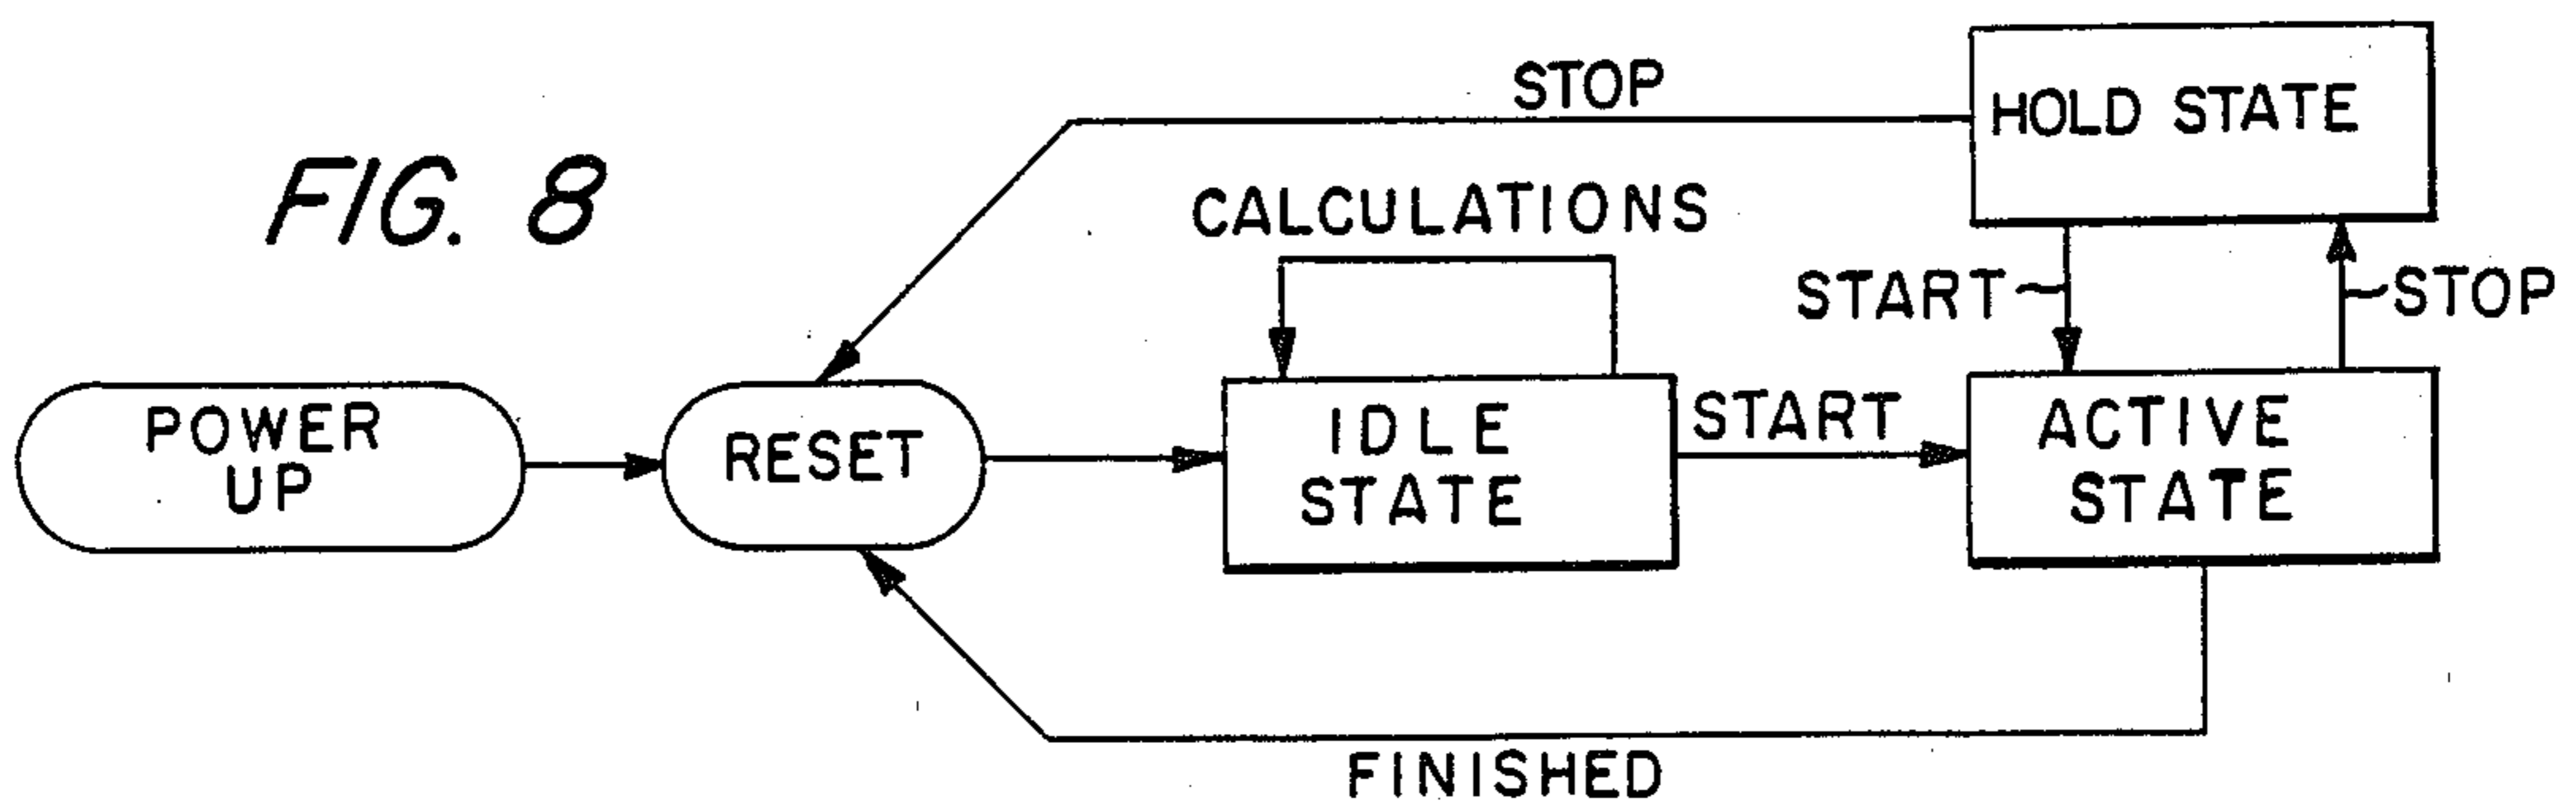 FIG. 8
STOP
HOLD STATE
CALCULATIONS
START
STOP
POWER
UP
RESET
IDLE
STATE
START
ACTIVE
STATE
FINISHED